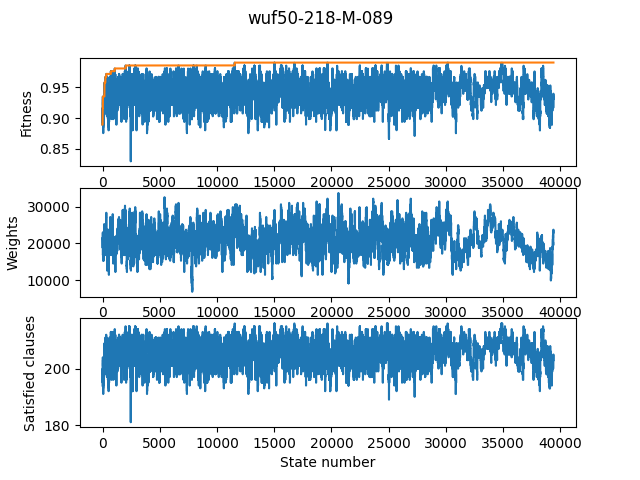 wuf50-218-M-089
0.95
0.90
0.85
Fitness
0 5000 10000 15000 20000 25000 30000 35000 40000
30000
20000
10000
Weights
0 5000 10000 15000 20000 25000 30000 35000 40000
200
180
Satisfied clauses
0 5000 10000 15000 20000 25000 30000 35000 40000
State number